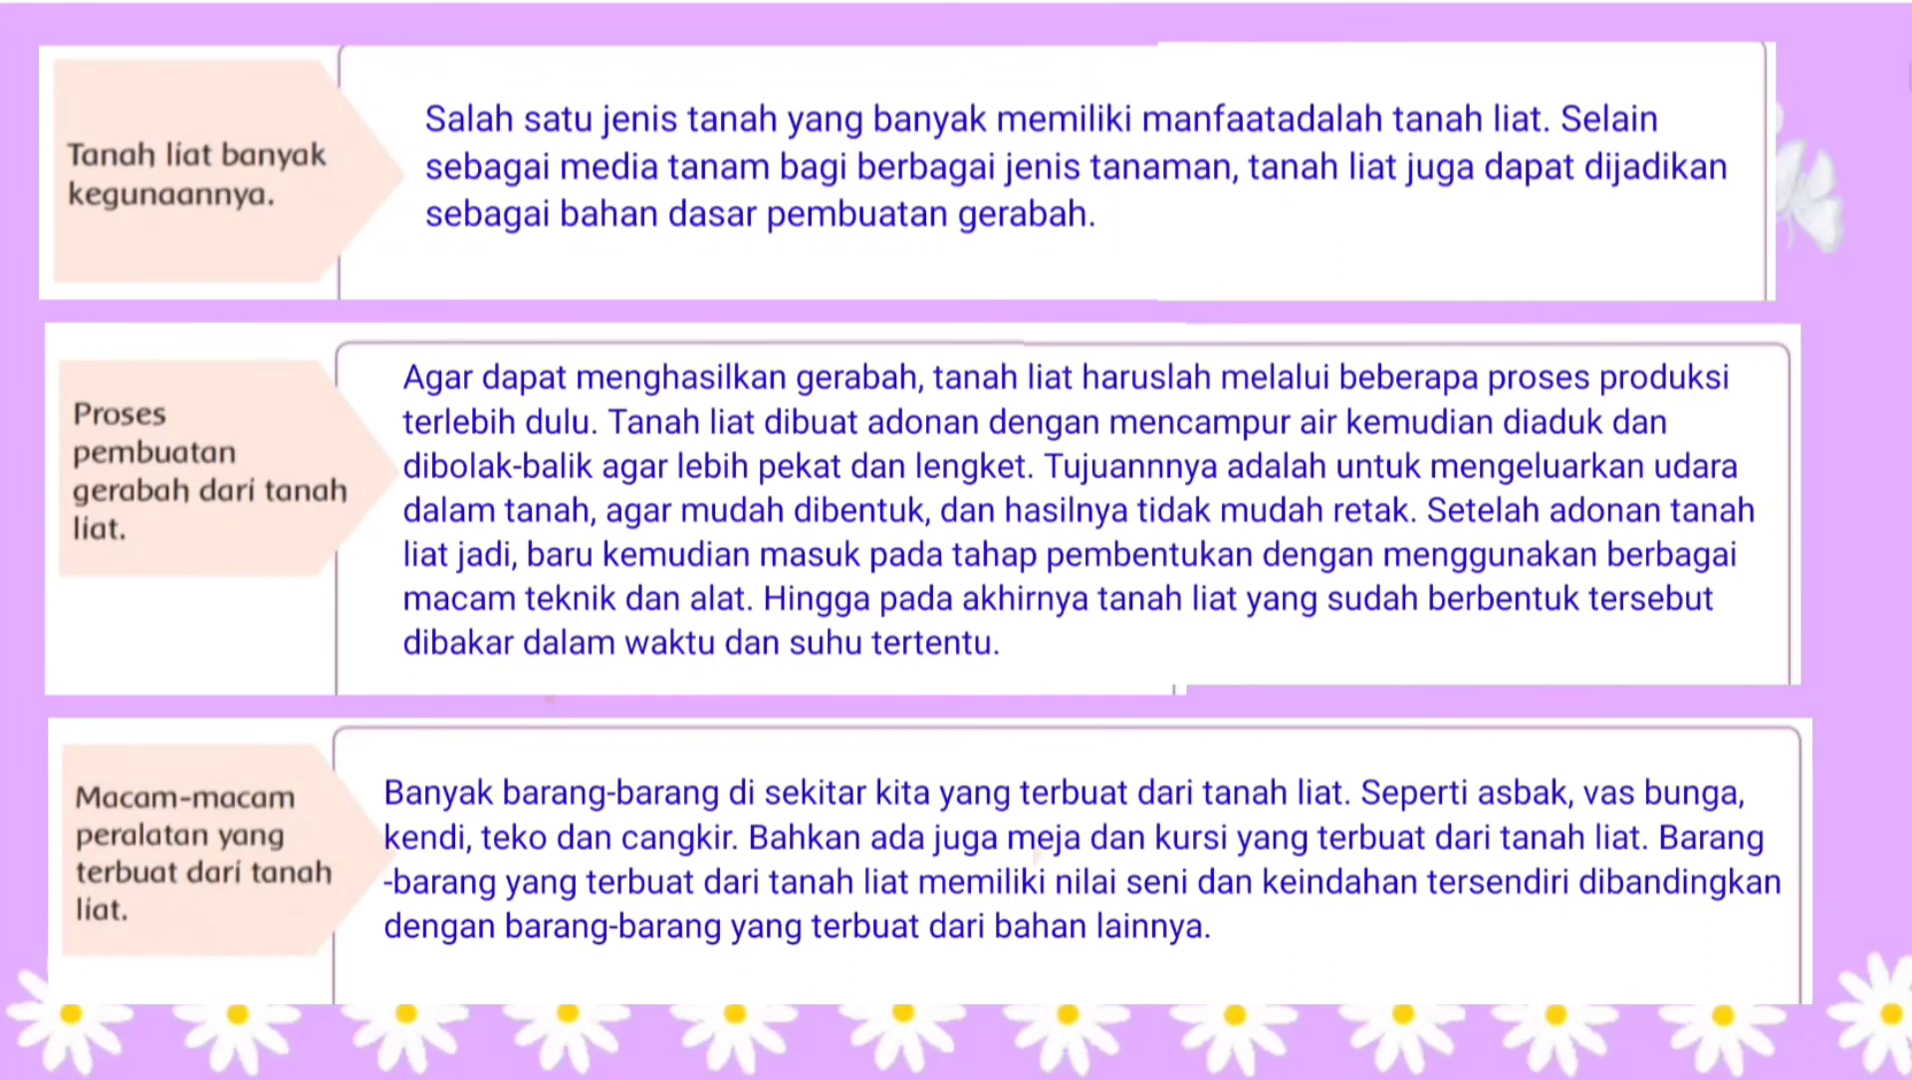 Tanah liat banyak
kegunaannya.
Salah satu jenis tanah yang banyak memiliki manfaatadalah tanah liat. Selain
sebagai media tanam bagi berbagai jenis tanaman, tanah liat juga dapat dijadikan
sebagai bahan dasar pembuatan gerabah.
Proses
pembuatan
gerabah dari tanah
liat.
Agar dapat menghasilkan gerabah, tanah liat haruslah melalui beberapa proses produksi
terlebih dulu. Tanah liat dibuat adonan dengan mencampur air kemudian diaduk dan
dibolak-balik agar lebih pekat dan lengket. Tujuannnya adalah untuk mengeluarkan udara
dalam tanah, agar mudah dibentuk, dan hasilnya tidak mudah retak. Setelah adonan tanah
liat jadi, baru kemudian masuk pada tahap pembentukan dengan menggunakan berbagai
macam teknik dan alat. Hingga pada akhirnya tanah liat yang sudah berbentuk tersebut
dibakar dalam waktu dan suhu tertentu.
Macam-macam
peralatan yang
terbuat dari tanah
liat.
Banyak barang-barang di sekitar kita yang terbuat dari tanah liat. Seperti asbak, vas bunga,
kendi, teko dan cangkir. Bahkan ada juga meja dan kursi yang terbuat dari tanah liat. Barang
-barang yang terbuat dari tanah liat memiliki nilai seni dan keindahan tersendiri dibandingkan
dengan barang-barang yang terbuat dari bahan lainnya.